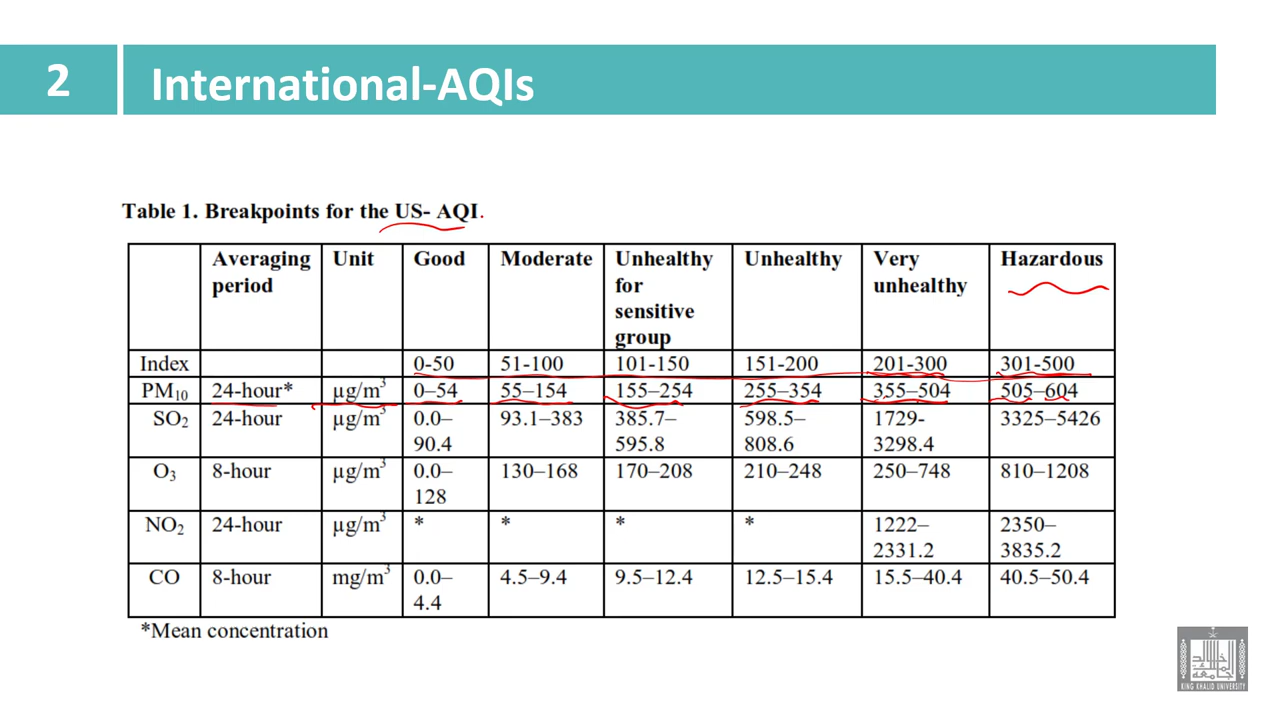 2
International-AQIs
Table 1. Breakpoints for the US- AQI.
Averaging period Unit Good Moderate Unhealthy for sensitive group Unhealthy Very unhealthy Hazardous
Index 0-50 51-100 101-150 151-200 201-300 301-500
PM10 24-hour* µg/m3 0–54 55–154 155–254 255–354 355–504 505–604
SO2 24-hour µg/m3 0.0–90.4 93.1–383 385.7–595.8 598.5–808.6 1729-3298.4 3325–5426
O3 8-hour µg/m3 0.0–128 130–168 170–208 210–248 250–748 810–1208
NO2 24-hour µg/m3 * * * * 1222–2331.2 2350–3835.2
CO 8-hour mg/m3 0.0–4.4 4.5–9.4 9.5–12.4 12.5–15.4 15.5–40.4 40.5–50.4
*Mean concentration
KING KHALID UNIVERSITY